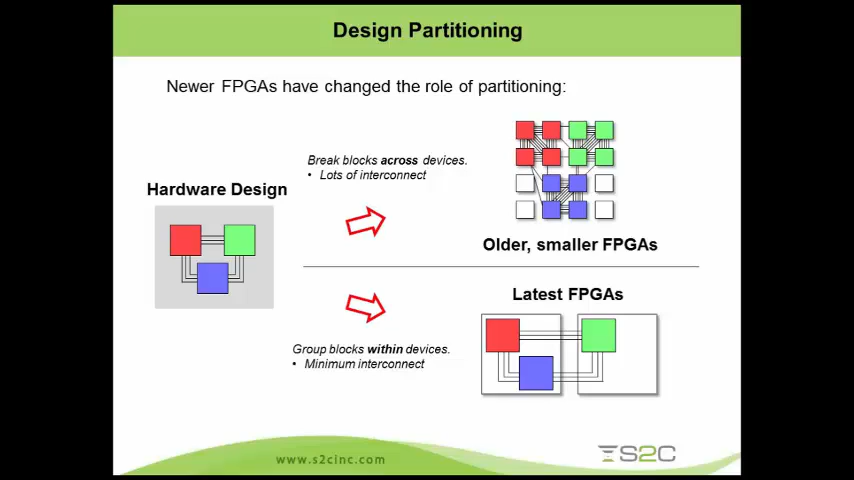 Design Partitioning
Newer FPGAs have changed the role of partitioning:
Break blocks across devices.
• Lots of interconnect
Hardware Design
Older, smaller FPGAs
Latest FPGAs
Group blocks within devices.
• Minimum interconnect
www.s2cinc.com
S2C